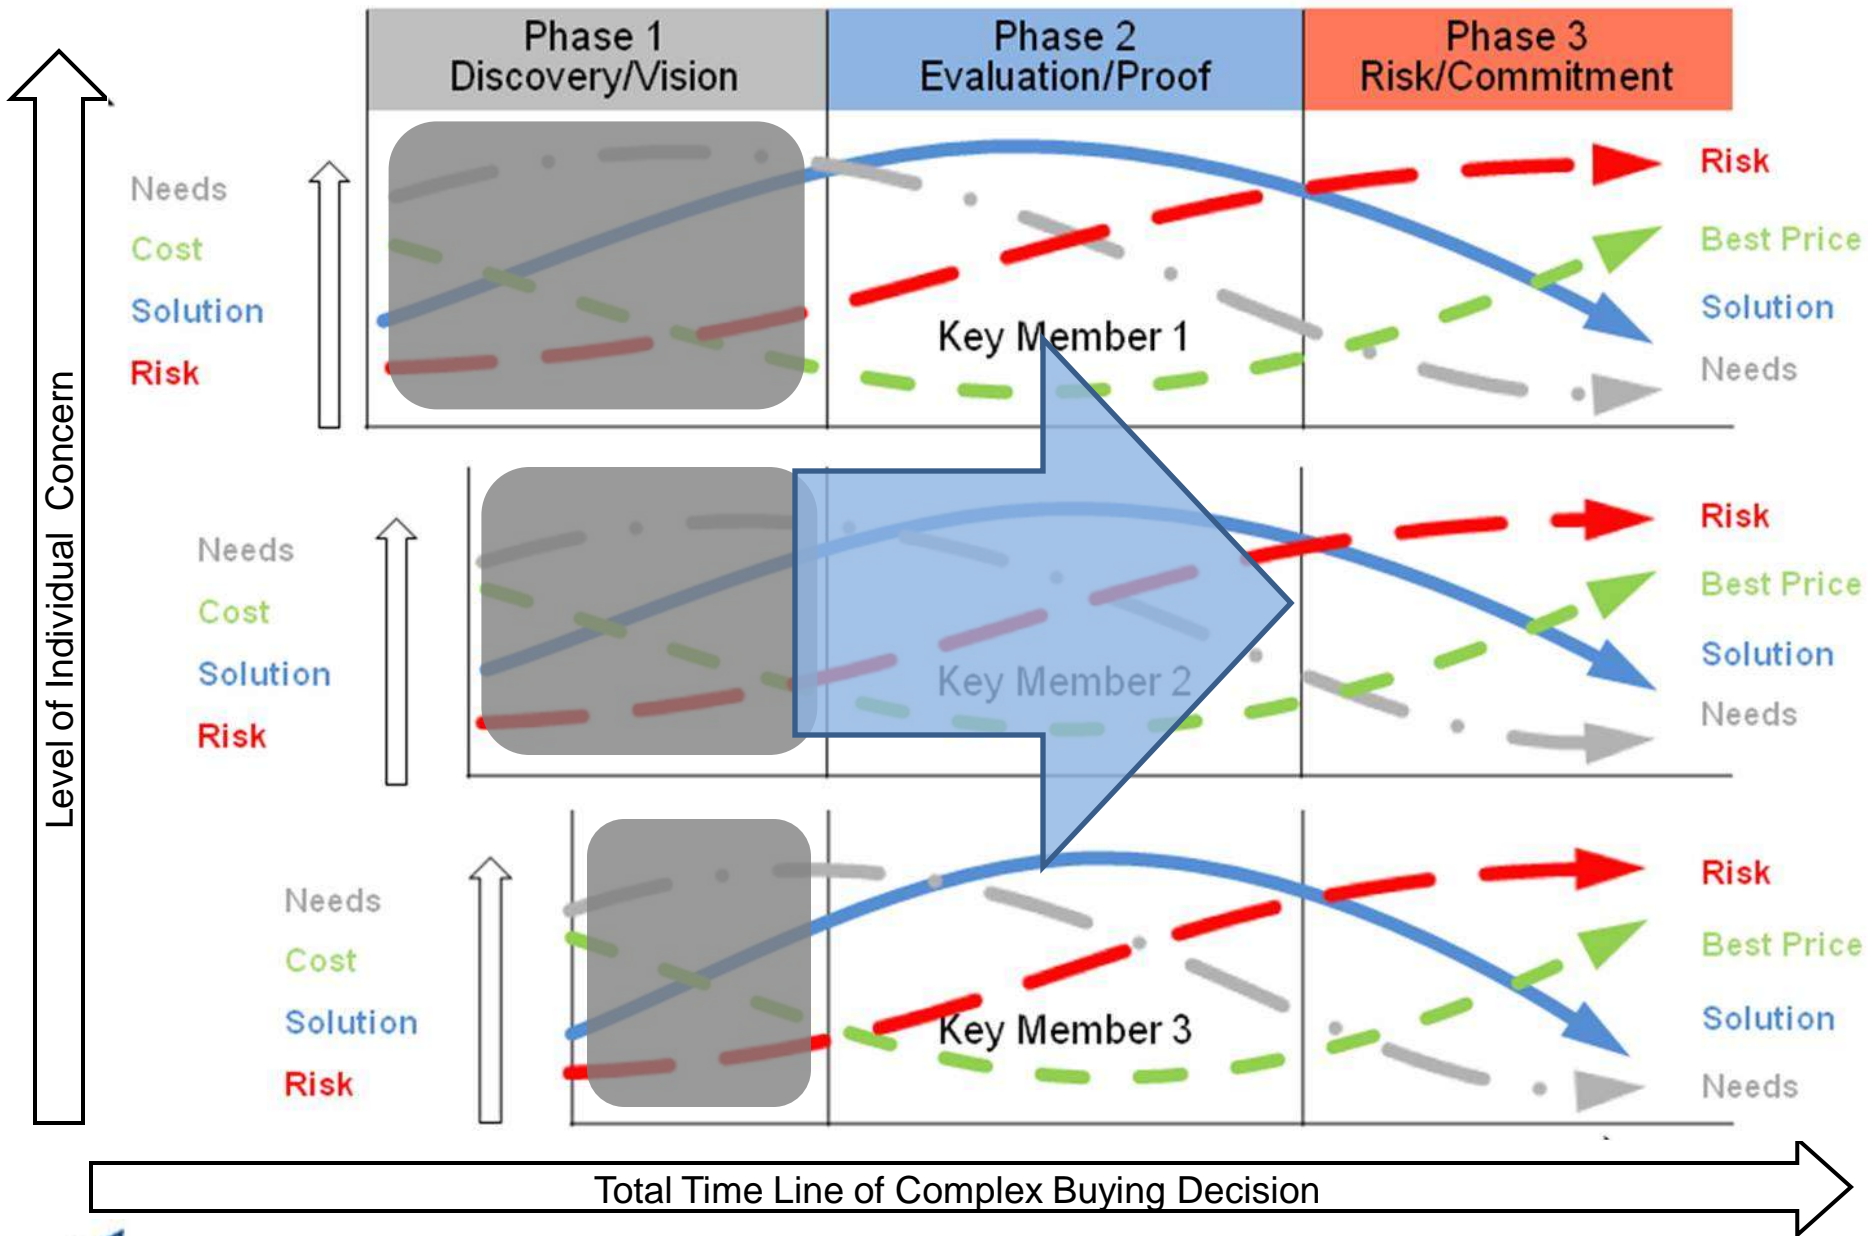 Phase 1
Discovery/Vision
Phase 2
Evaluation/Proof
Phase 3
Risk/Commitment
Level of Individual Concern
Needs
Cost
Solution
Risk
Key Member 1
Risk
Best Price
Solution
Needs
Needs
Cost
Solution
Risk
Key Member 2
Risk
Best Price
Solution
Needs
Needs
Cost
Solution
Risk
Key Member 3
Risk
Best Price
Solution
Needs
Total Time Line of Complex Buying Decision